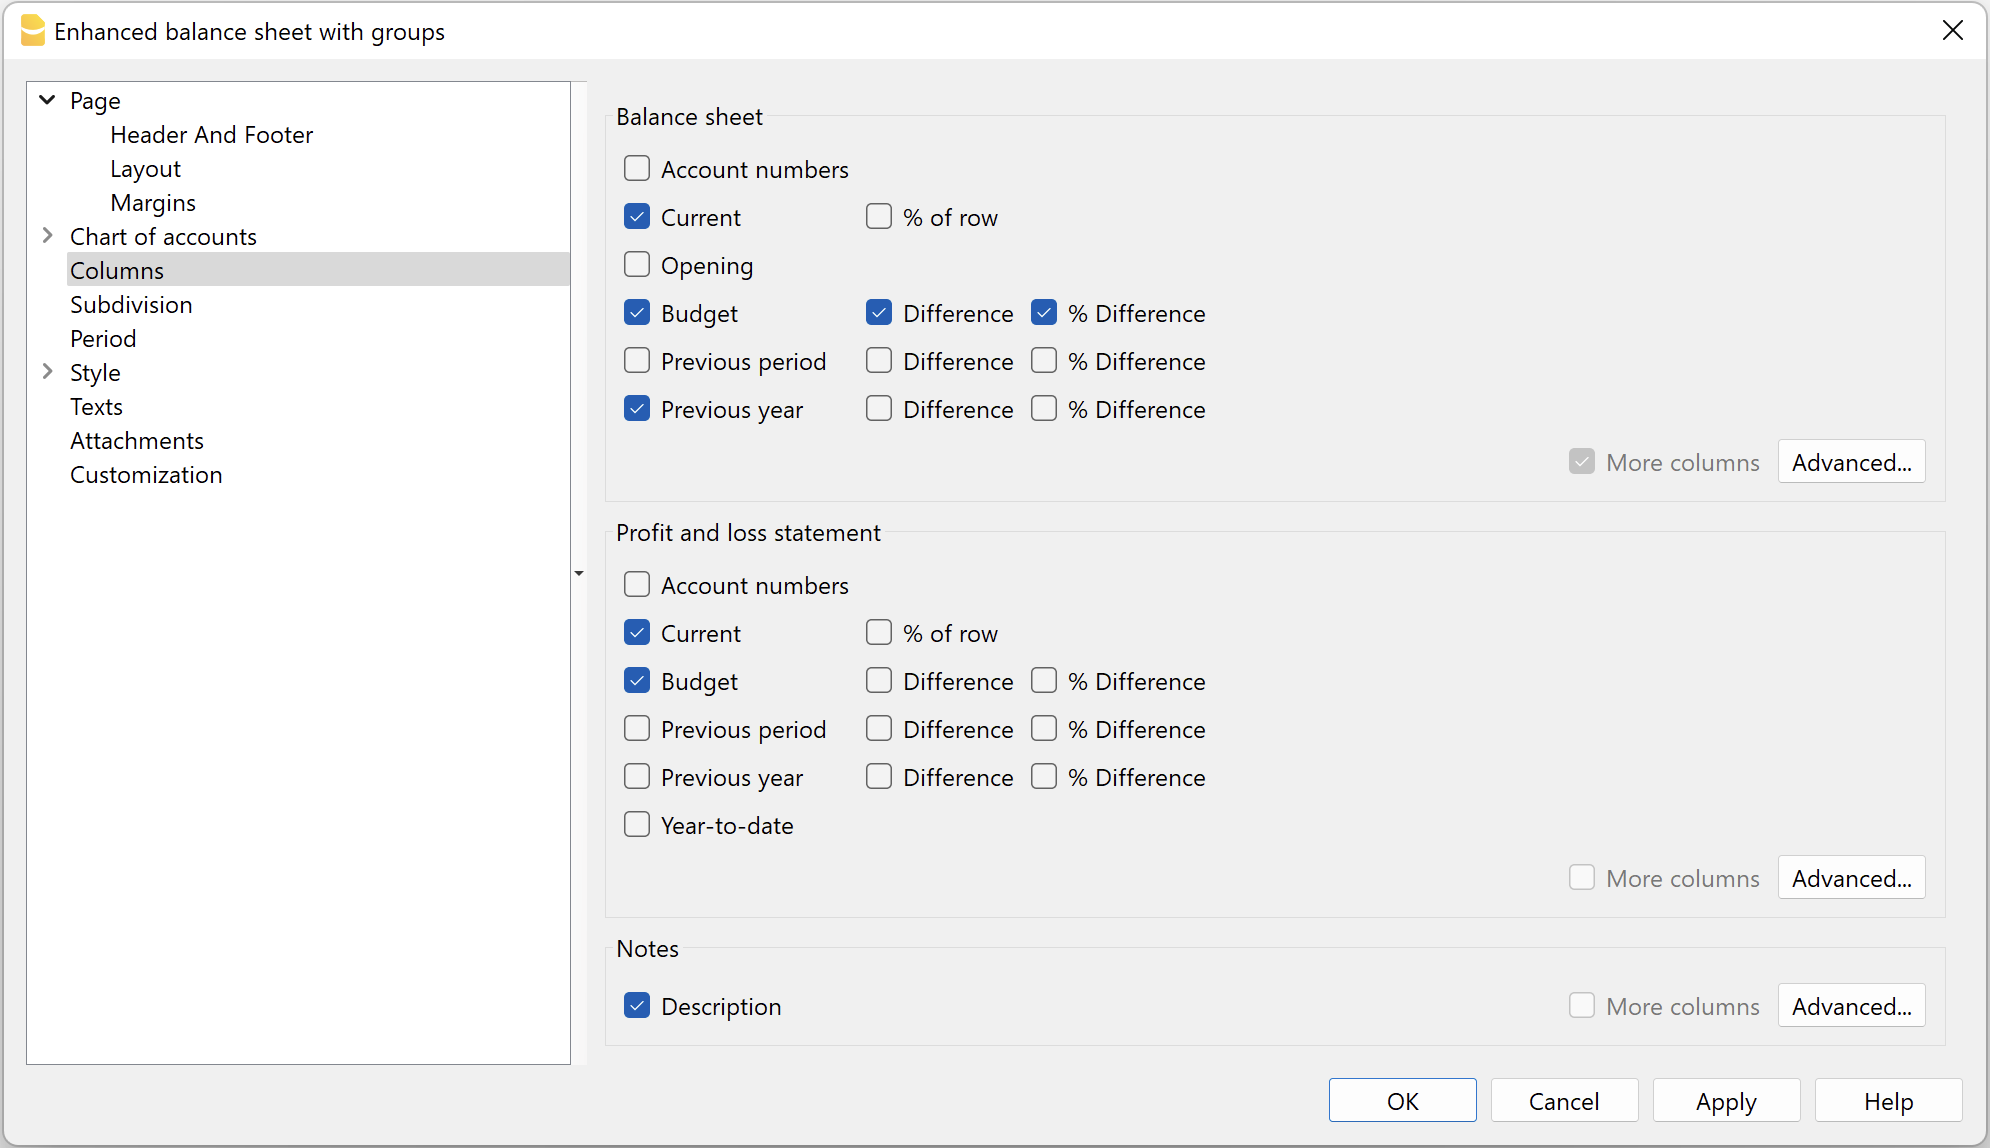 Enhanced balance sheet with groups
Page
Header And Footer
Layout
Margins
Chart of accounts
Columns
Subdivision
Period
Style
Texts
Attachments
Customization
Balance sheet
Account numbers
Current % of row
Opening
Budget Difference % Difference
Previous period Difference % Difference
Previous year Difference % Difference
More columns Advanced...
Profit and loss statement
Account numbers
Current % of row
Budget Difference % Difference
Previous period Difference % Difference
Previous year Difference % Difference
Year-to-date
More columns Advanced...
Notes
Description More columns Advanced...
OK Cancel Apply Help